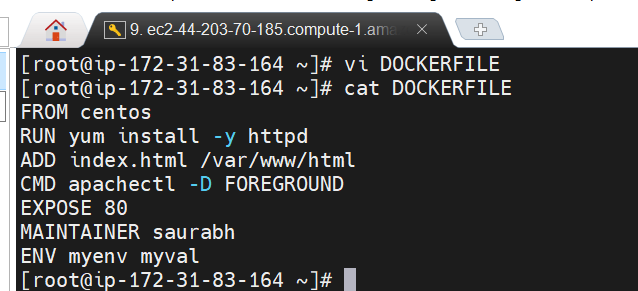 9. ec2-44-203-70-185.compute-1.ama
[root@ip-172-31-83-164 ~]# vi DOCKERFILE
[root@ip-172-31-83-164 ~]# cat DOCKERFILE
FROM centos
RUN yum install -y httpd
ADD index.html /var/www/html
CMD apachectl -D FOREGROUND
EXPOSE 80
MAINTAINER saurabh
ENV myenv myval
[root@ip-172-31-83-164 ~]#